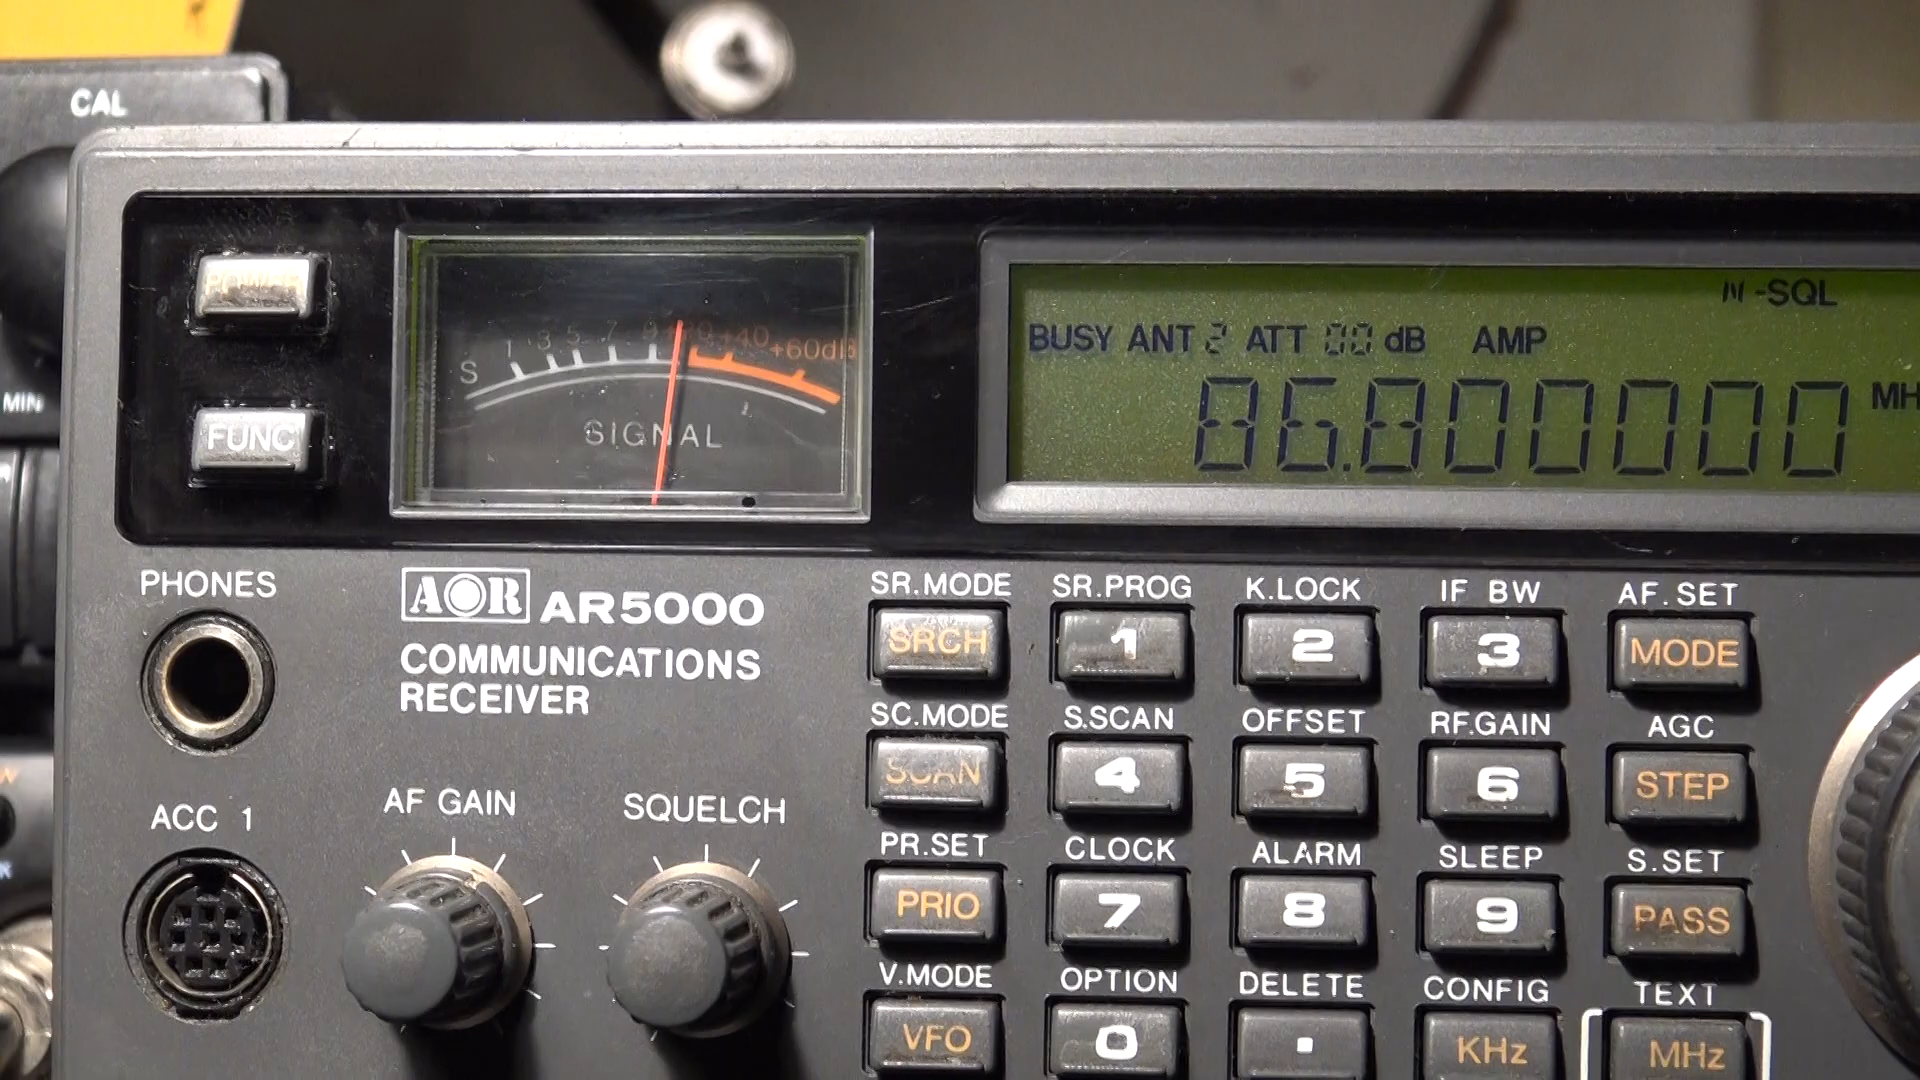 CAL
MIN
POWER
FUNC
S 1 3 5 7 9 +20 +40 +60dB
SIGNAL
N-SQL
BUSY ANT 2 ATT 00 dB AMP
86.800000 MH
PHONES
AOR AR5000
COMMUNICATIONS
RECEIVER
ACC 1
AF GAIN
SQUELCH
SR.MODE SR.PROG K.LOCK IF BW AF.SET
SRCH 1 2 3 MODE
SC.MODE S.SCAN OFFSET RF.GAIN AGC
SCAN 4 5 6 STEP
PR.SET CLOCK ALARM SLEEP S.SET
PRIO 7 8 9 PASS
V.MODE OPTION DELETE CONFIG TEXT
VFO 0 . KHz MHz